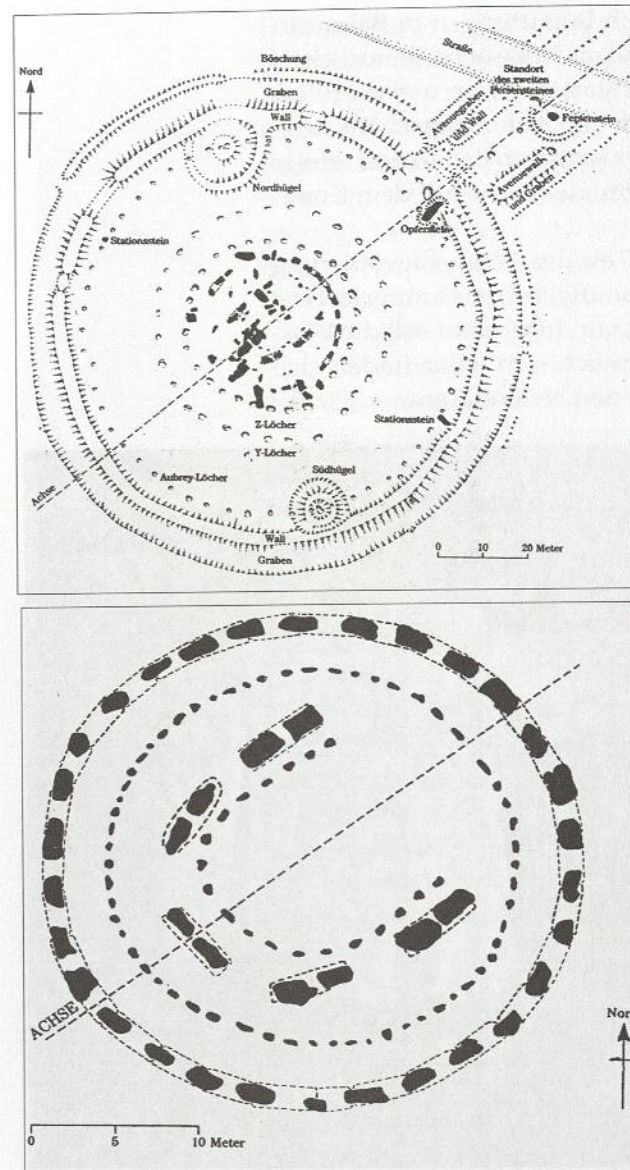 Nord
Böschung
Graben
Wall
Nordhügel
Straße
Standort
des zweiten
Fersensteines
Fersenstein
Avenuegraben
und Wall
Avenuewall
und Graben
Opferstein
Stationsstein
Stationsstein
Z-Löcher
Y-Löcher
Aubrey-Löcher
Südhügel
Achse
Wall
Graben
0 10 20 Meter
ACHSE
Nor
0 5 10 Meter